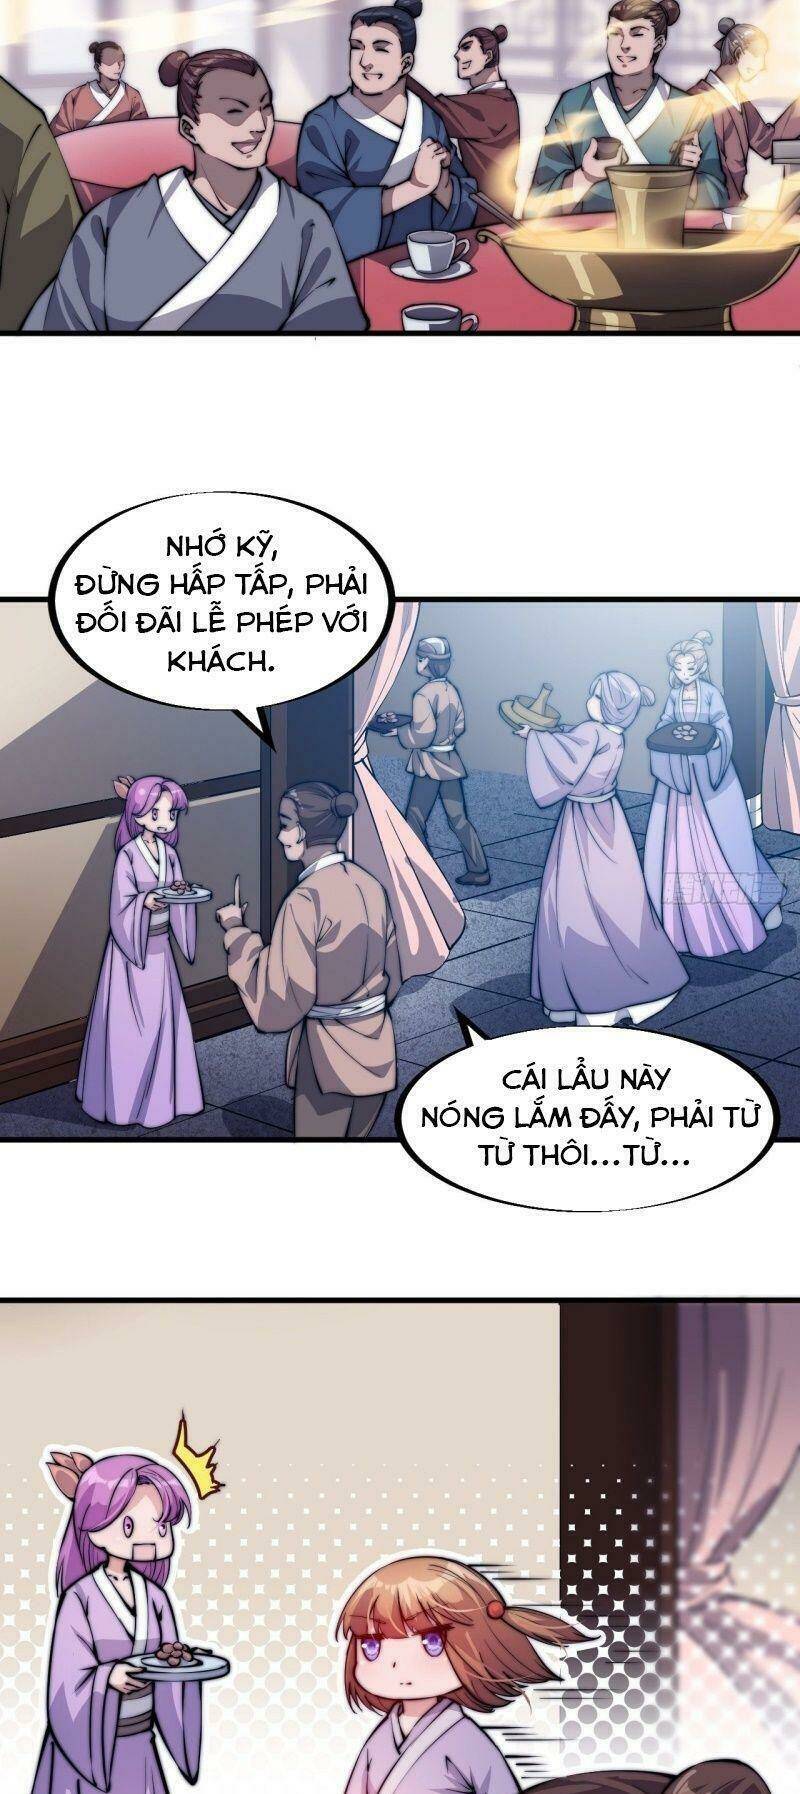 NHỚ KỸ,
ĐỪNG HẤP TẤP, PHẢI
ĐỐI ĐÃI LỄ PHÉP VỚI
KHÁCH.
CÁI LẨU NÀY
NÓNG LẮM ĐẤY, PHẢI TỪ
TỪ THÔI...TỪ...